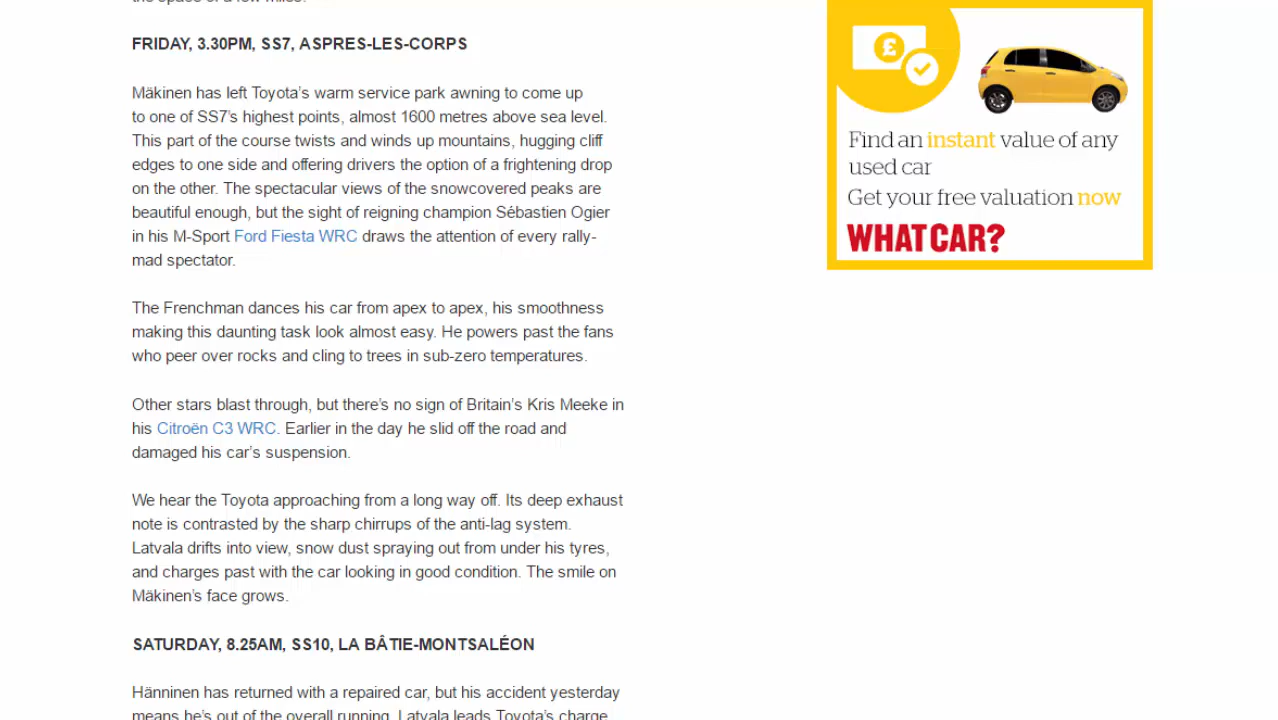 the space of a few miles.
FRIDAY, 3.30PM, SS7, ASPRES-LES-CORPS
Mäkinen has left Toyota’s warm service park awning to come up
to one of SS7’s highest points, almost 1600 metres above sea level.
This part of the course twists and winds up mountains, hugging cliff
edges to one side and offering drivers the option of a frightening drop
on the other. The spectacular views of the snowcovered peaks are
beautiful enough, but the sight of reigning champion Sébastien Ogier
in his M-Sport Ford Fiesta WRC draws the attention of every rally-
mad spectator.
The Frenchman dances his car from apex to apex, his smoothness
making this daunting task look almost easy. He powers past the fans
who peer over rocks and cling to trees in sub-zero temperatures.
Other stars blast through, but there’s no sign of Britain’s Kris Meeke in
his Citroën C3 WRC. Earlier in the day he slid off the road and
damaged his car’s suspension.
We hear the Toyota approaching from a long way off. Its deep exhaust
note is contrasted by the sharp chirrups of the anti-lag system.
Latvala drifts into view, snow dust spraying out from under his tyres,
and charges past with the car looking in good condition. The smile on
Mäkinen’s face grows.
SATURDAY, 8.25AM, SS10, LA BÂTIE-MONTSALÉON
Hänninen has returned with a repaired car, but his accident yesterday
means he’s out of the overall running. Latvala leads Toyota’s charge
£
Find an instant value of any
used car
Get your free valuation now
WHAT CAR?